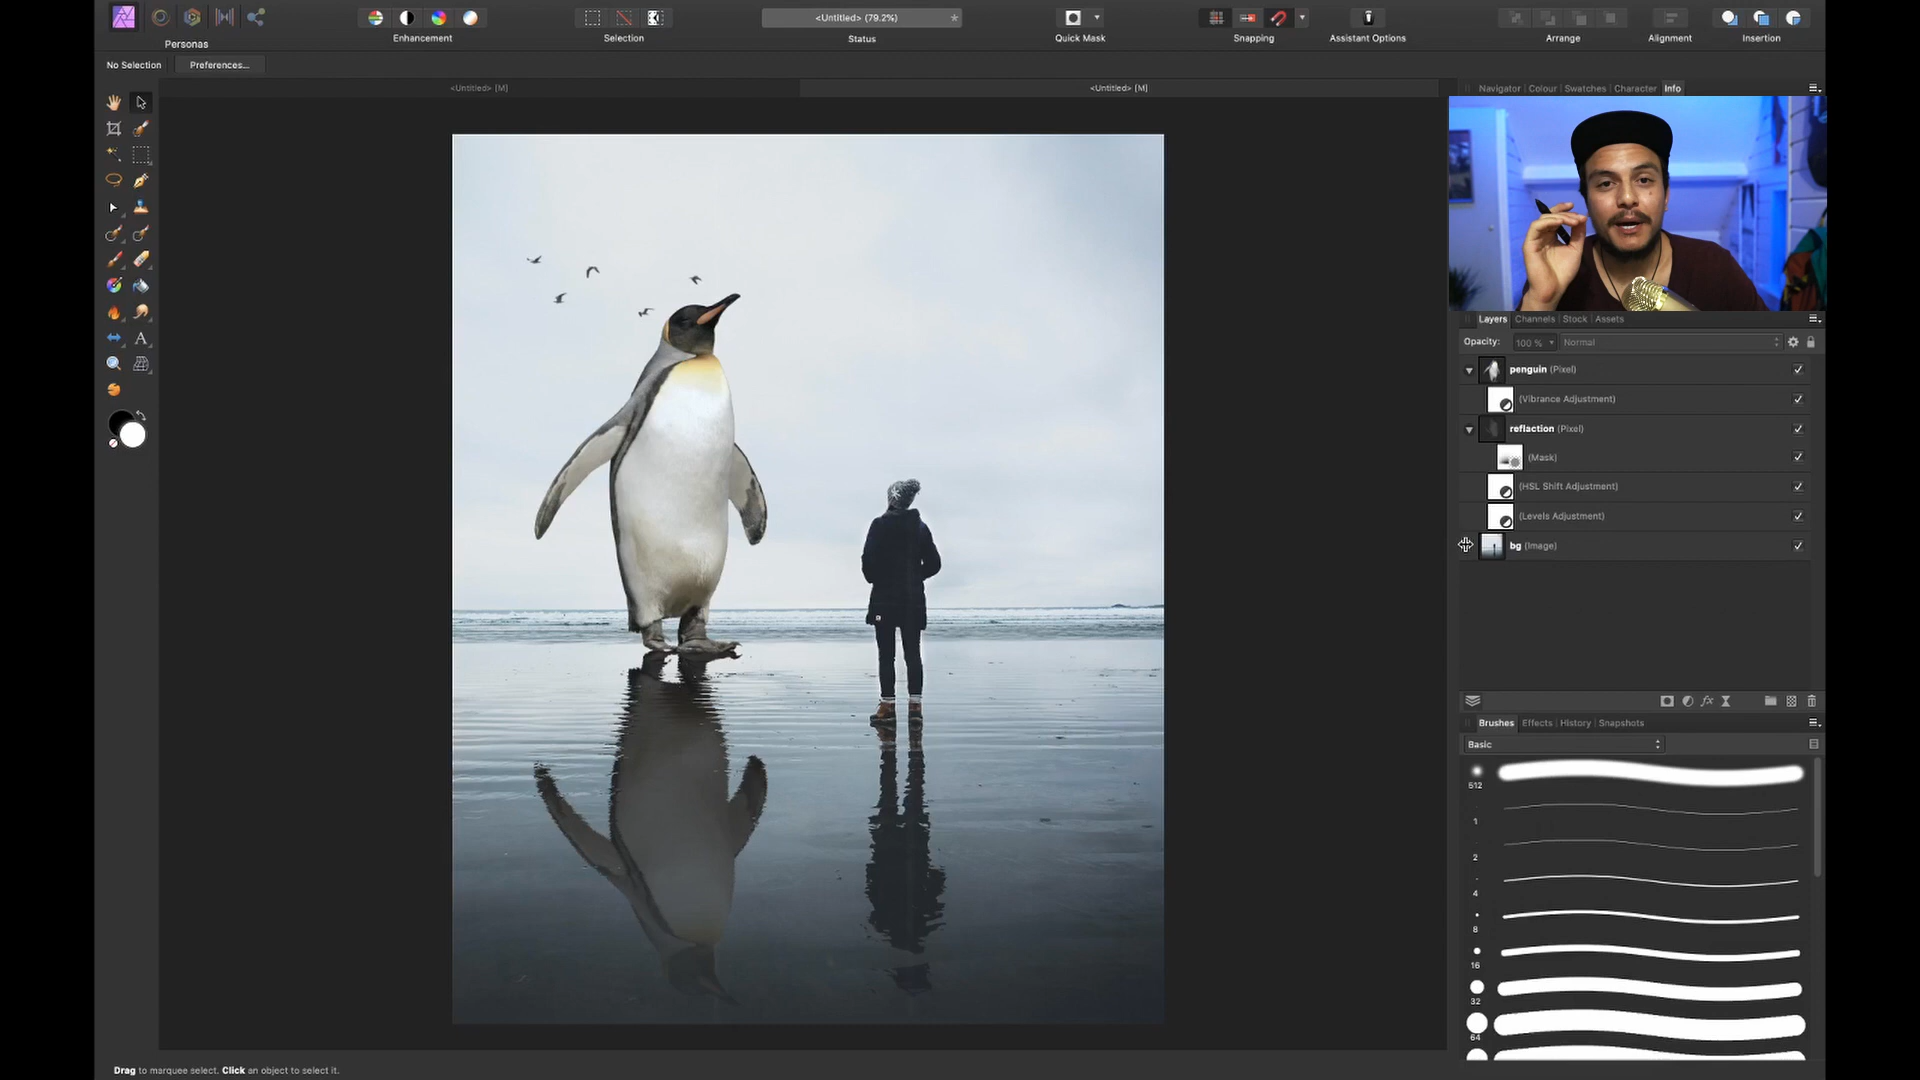 <Untitled> (79.2%)
Personas
Enhancement
Selection
Status
Quick Mask
Snapping
Assistant Options
Arrange
Alignment
Insertion
No Selection
Preferences...
<Untitled> [M]
<Untitled> [M]
Navigator
Colour
Swatches
Character
Info
Layers
Channels
Stock
Assets
Opacity:
100 %
Normal
penguin (Pixel)
(Vibrance Adjustment)
reflaction (Pixel)
(Mask)
(HSL Shift Adjustment)
(Levels Adjustment)
bg (Image)
Brushes
Effects
History
Snapshots
Basic
512
1
2
4
8
16
32
64
Drag to marquee select. Click an object to select it.